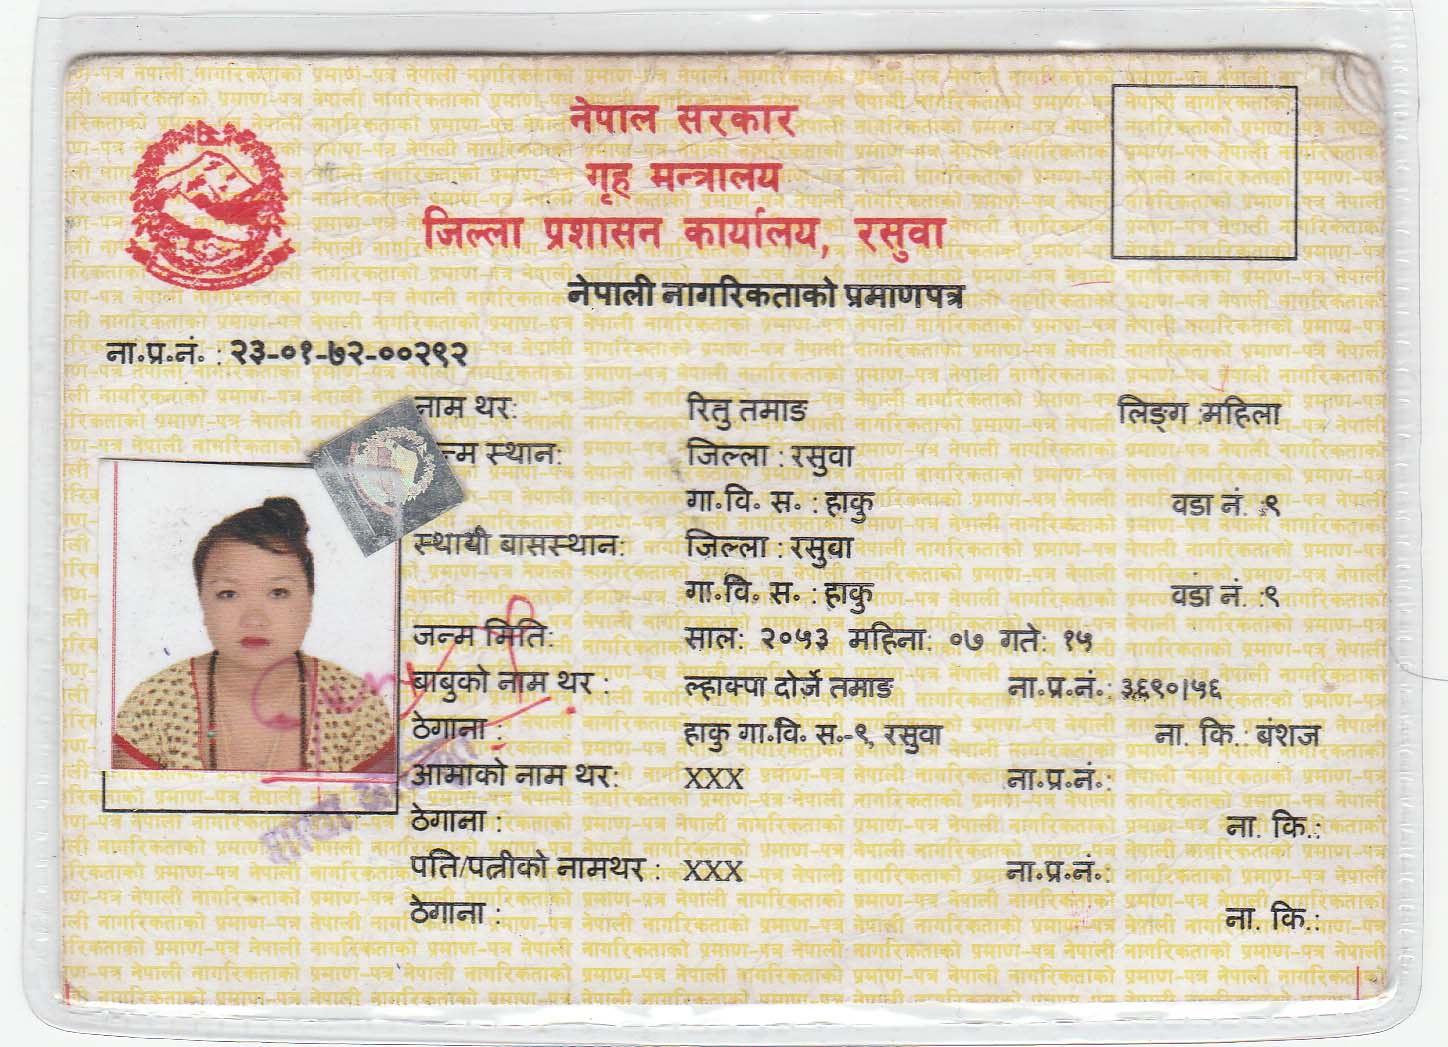 नेपाल सरकार
गृह मन्त्रालय
जिल्ला प्रशासन कार्यालय, रसुवा
नेपाली नागरिकताको प्रमाणपत्र
ना॰प्र॰नं॰ : २३-०१-७२-००२९२
नाम थर: रितु तमाङ लिङ्ग :महिला
न्म स्थान: जिल्ला : रसुवा
गा॰वि॰ स॰ : हाकु वडा नं. :९
स्थायी बासस्थान: जिल्ला : रसुवा
गा॰वि॰ स॰ : हाकु वडा नं. :९
जन्म मिति: साल: २०५३ महिना: ०७ गते: १५
बाबुको नाम थर : ल्हाक्पा दोर्जे तमाङ ना॰प्र॰नं॰: ३६९०।५६
ठेगाना : हाकु गा॰वि॰ स॰-९ रसुवा ना. कि.: बंशज
आमाको नाम थर: XXX ना॰प्र॰नं॰:
ठेगाना : ना. कि.:
पति/पत्नीको नामथर : XXX ना॰प्र॰नं॰:
ठेगाना : ना. कि.: